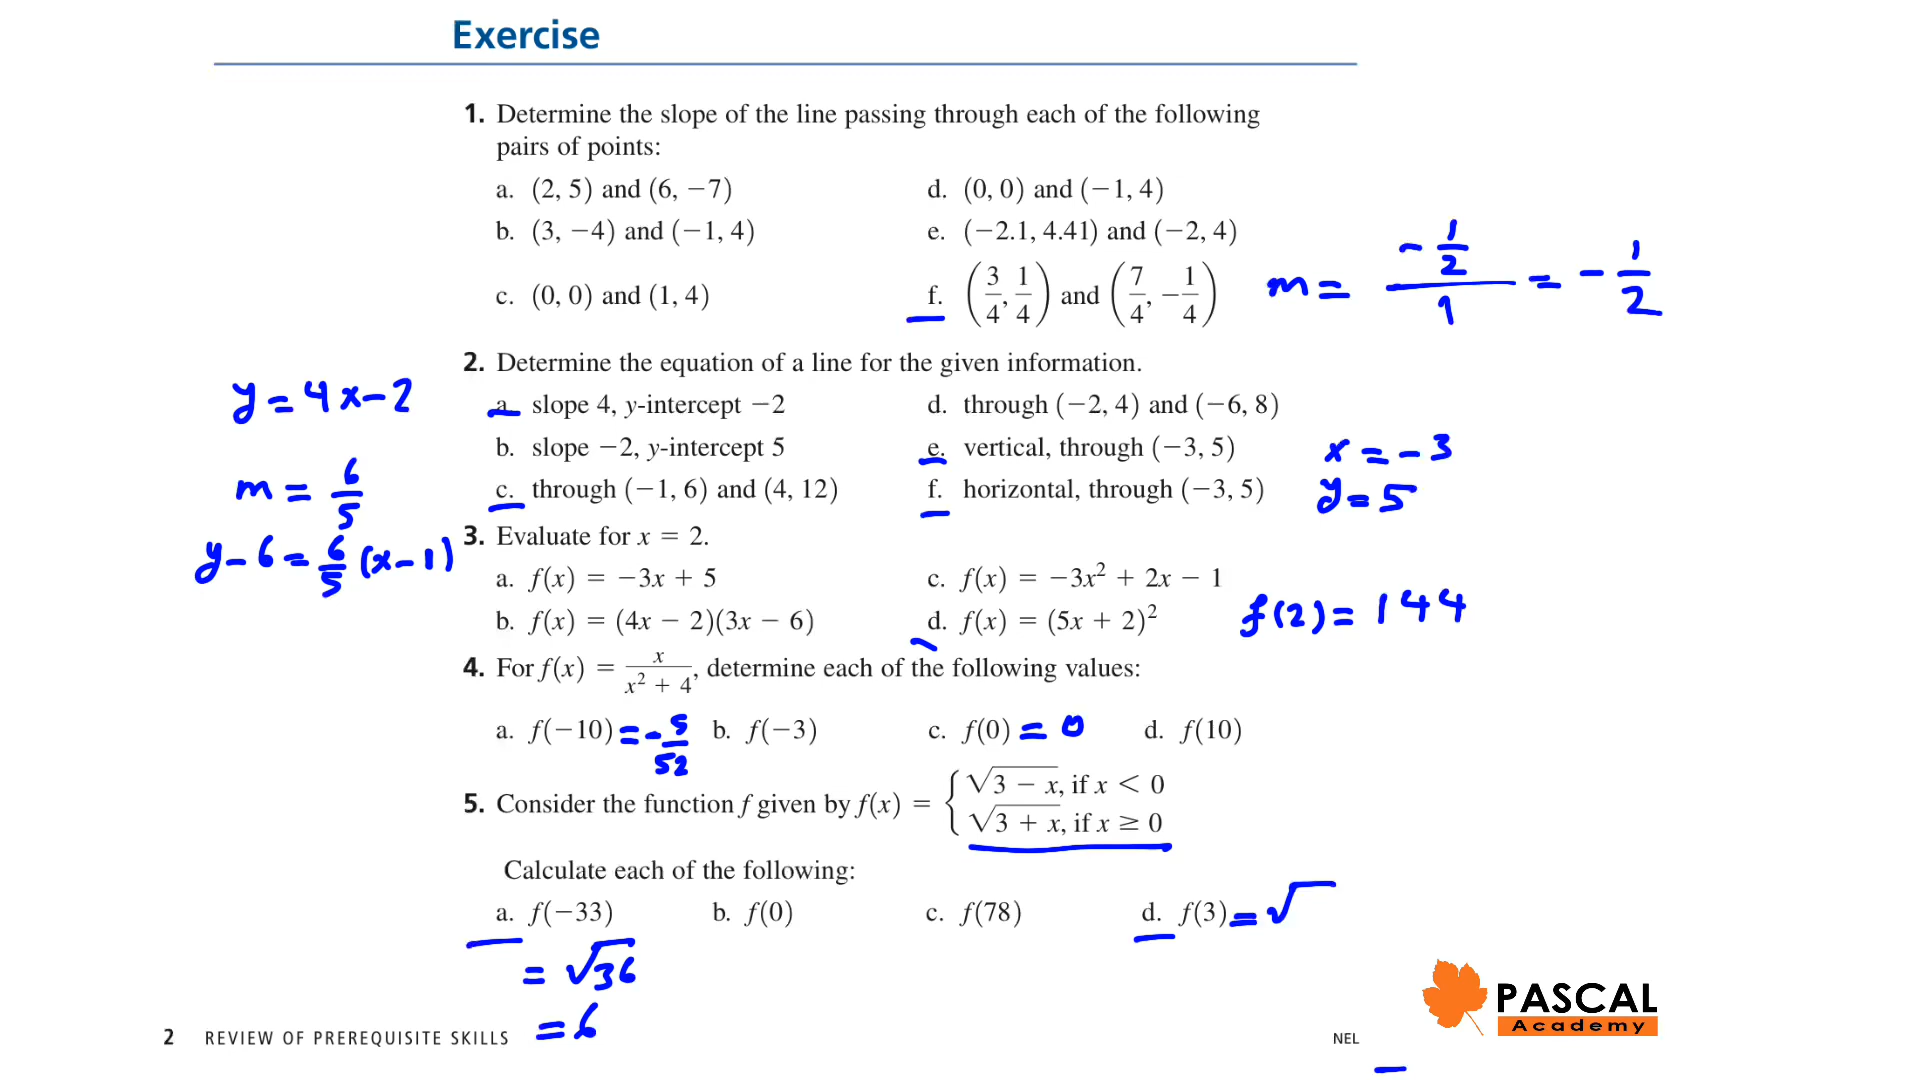 Exercise
1. Determine the slope of the line passing through each of the following
pairs of points:
a. (2, 5) and (6, −7)
d. (0, 0) and (−1, 4)
b. (3, −4) and (−1, 4)
e. (−2.1, 4.41) and (−2, 4)
c. (0, 0) and (1, 4)
f. (3/4, 1/4) and (7/4, −1/4)
m = (−1/2)/1 = −1/2
2. Determine the equation of a line for the given information.
y = 4x − 2
a. slope 4, y-intercept −2
d. through (−2, 4) and (−6, 8)
b. slope −2, y-intercept 5
e. vertical, through (−3, 5)
x = −3
m = 6/5
c. through (−1, 6) and (4, 12)
f. horizontal, through (−3, 5)
y = 5
y − 6 = 6/5 (x − 1)
3. Evaluate for x = 2.
a. f(x) = −3x + 5
c. f(x) = −3x² + 2x − 1
b. f(x) = (4x − 2)(3x − 6)
d. f(x) = (5x + 2)²
f(2) = 144
4. For f(x) = x/(x² + 4), determine each of the following values:
a. f(−10) = −5/52
b. f(−3)
c. f(0) = 0
d. f(10)
5. Consider the function f given by f(x) = { √(3 − x), if x < 0
√(3 + x), if x ≥ 0
Calculate each of the following:
a. f(−33)
b. f(0)
c. f(78)
d. f(3) = √
= √36
= 6
2 REVIEW OF PREREQUISITE SKILLS
NEL
PASCAL
Academy